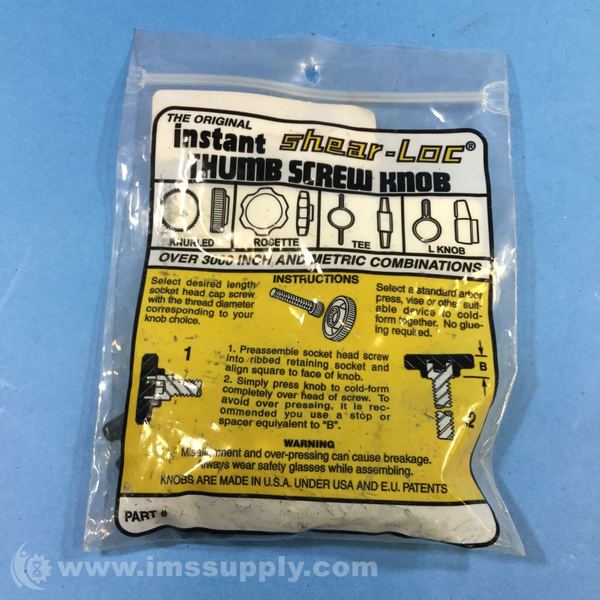 THE ORIGINAL
instant shear-Loc®
THUMB SCREW KNOB
KNURLED ROSETTE TEE L KNOB
OVER 3000 INCH AND METRIC COMBINATIONS
INSTRUCTIONS
Select desired length
socket head cap screw
with the thread diameter
corresponding to your
knob choice.
Select a standard arbor
press, vise or other suit-
able device to cold-
form together. No glue-
ing required.
1
1. Preassemble socket head screw
into ribbed retaining socket and
align square to face of knob.
2. Simply press knob to cold-form
completely over head of screw. To
avoid over pressing, it is rec-
ommended you use a stop or
spacer equivalent to "B".
B
2
WARNING
Misalignment and over-pressing can cause breakage.
Always wear safety glasses while assembling.
KNOBS ARE MADE IN U.S.A. UNDER USA AND E.U. PATENTS
PART #
www.imssupply.com